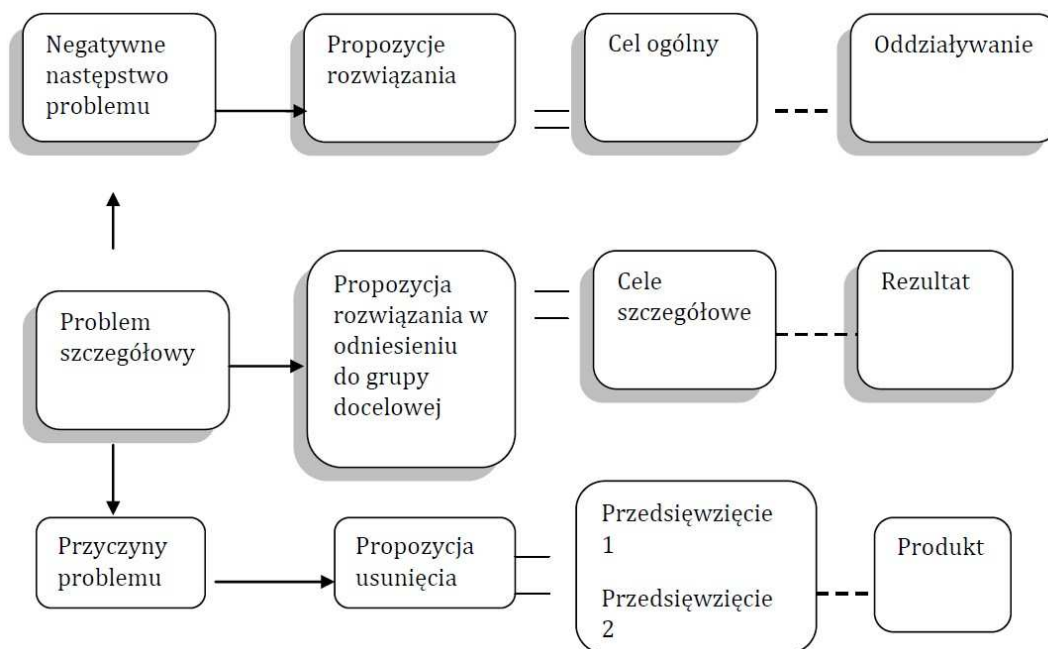 Negatywne
następstwo
problemu
Propozycje
rozwiązania
Cel ogólny
Oddziaływanie
Problem
szczegółowy
Propozycja
rozwiązania w
odniesieniu
do grupy
docelowej
Cele
szczegółowe
Rezultat
Przyczyny
problemu
Propozycja
usunięcia
Przedsięwzięcie
1
Przedsięwzięcie
2
Produkt